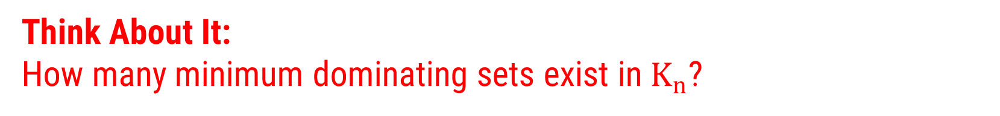 Think About It:
How many minimum dominating sets exist in Kₙ?